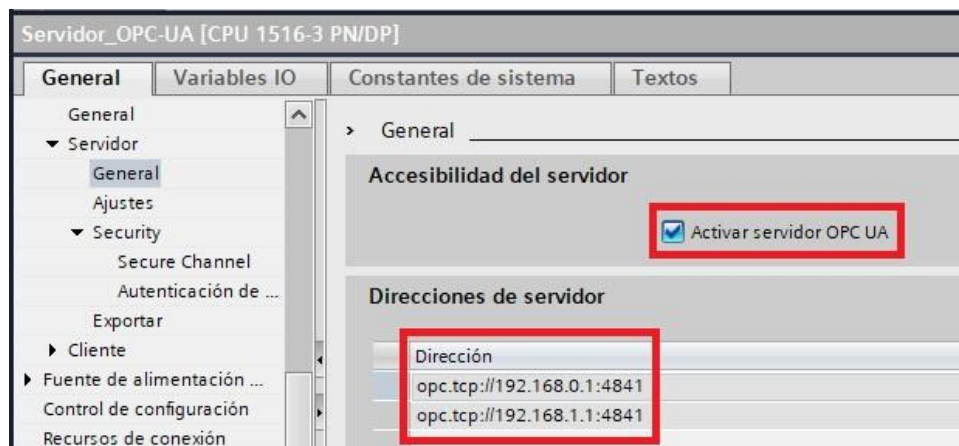 Servidor_OPC-UA [CPU 1516-3 PN/DP]
General Variables IO Constantes de sistema Textos
General
Servidor
General
Ajustes
Security
Secure Channel
Autenticación de ...
Exportar
Cliente
Fuente de alimentación ...
Control de configuración
Recursos de conexión
General
Accesibilidad del servidor
Activar servidor OPC UA
Direcciones de servidor
Dirección
opc.tcp://192.168.0.1:4841
opc.tcp://192.168.1.1:4841